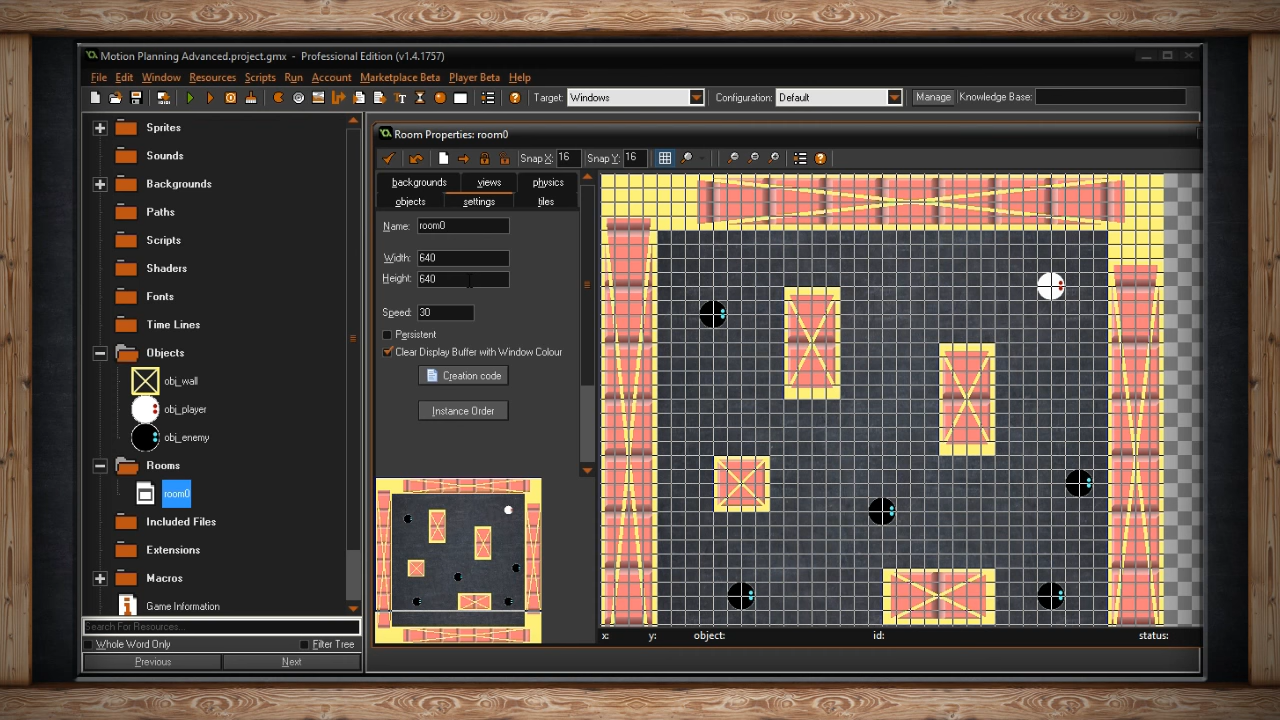 Motion Planning Advanced.project.gmx - Professional Edition (v1.4.1757)
File Edit Window Resources Scripts Run Account Marketplace Beta Player Beta Help
Target: Windows Configuration: Default Manage Knowledge Base:
Sprites
Sounds
Backgrounds
Paths
Scripts
Shaders
Fonts
Time Lines
Objects
obj_wall
obj_player
obj_enemy
Rooms
room0
Included Files
Extensions
Macros
Game Information
Search For Resources...
Whole Word Only Filter Tree
Previous Next
Room Properties: room0
Snap X: 16 Snap Y: 16
backgrounds views physics
objects settings tiles
Name: room0
Width: 640
Height: 640
Speed: 30
Persistent
Clear Display Buffer with Window Colour
Creation code
Instance Order
x: y: object: id: status: